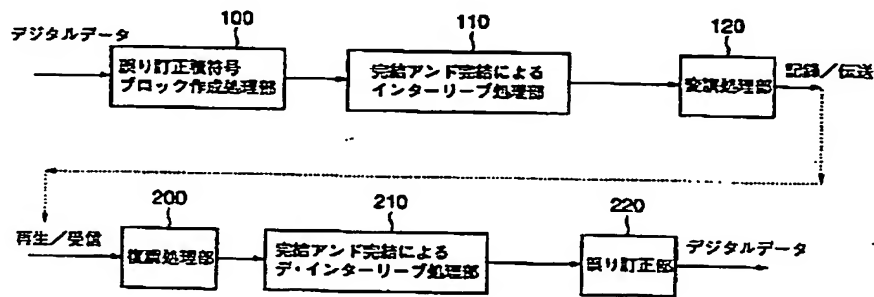 100
110
120
デジタルデータ
誤り訂正積符号
ブロック作成処理部
完結アンド完結による
インターリーブ処理部
変調処理部
記録/伝送
200
210
220
再生/受信
復調処理部
完結アンド完結による
デ・インターリーブ処理部
誤り訂正部
デジタルデータ